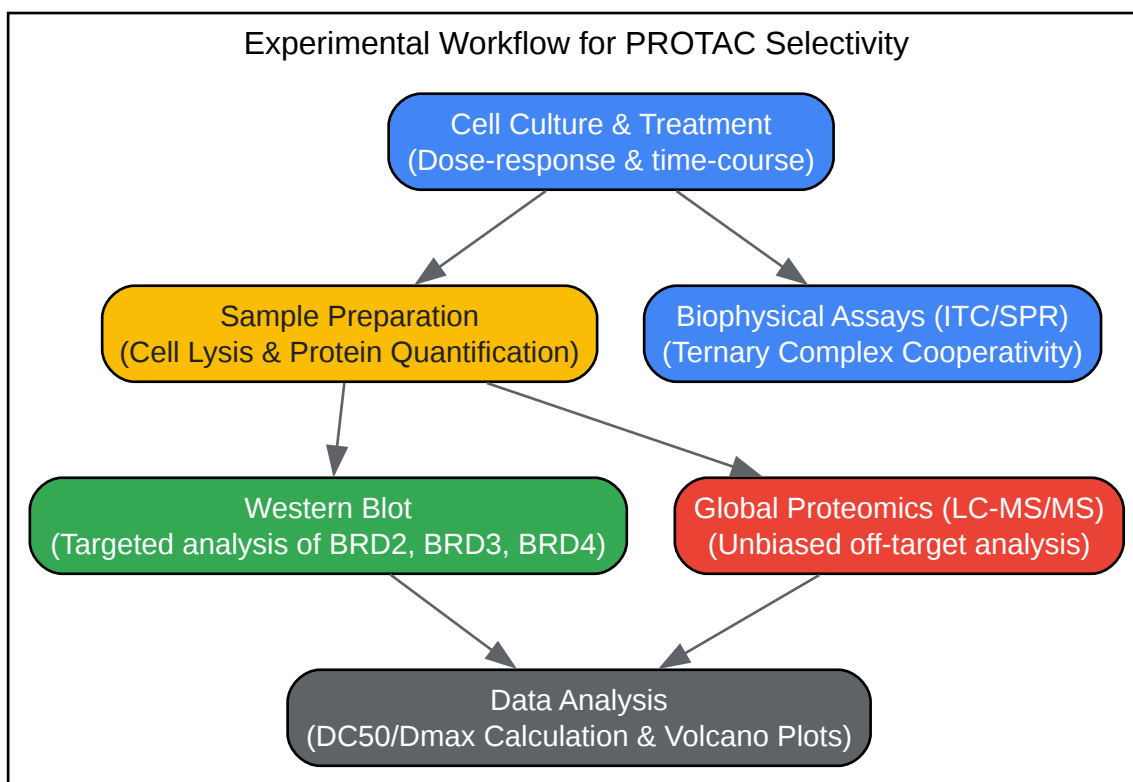 Experimental Workflow for PROTAC Selectivity
Cell Culture & Treatment
(Dose-response & time-course)
Sample Preparation
(Cell Lysis & Protein Quantification)
Biophysical Assays (ITC/SPR)
(Ternary Complex Cooperativity)
Western Blot
(Targeted analysis of BRD2, BRD3, BRD4)
Global Proteomics (LC-MS/MS)
(Unbiased off-target analysis)
Data Analysis
(DC50/Dmax Calculation & Volcano Plots)